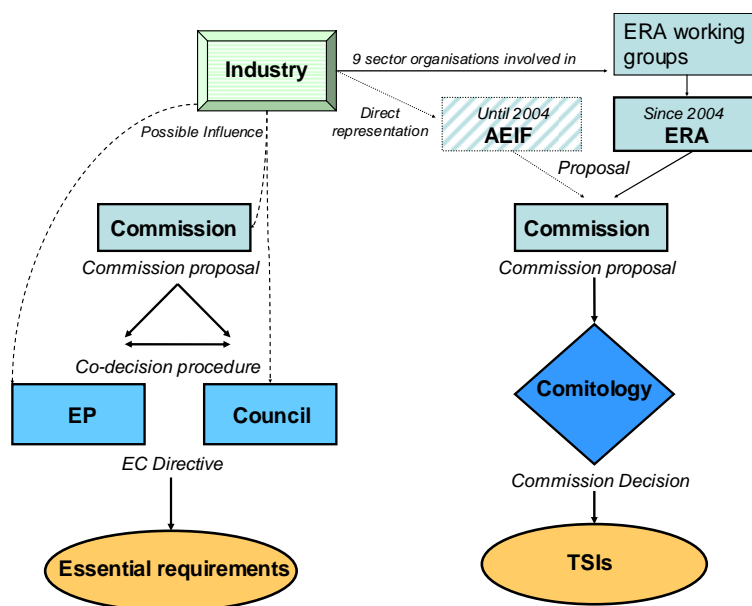 9 sector organisations involved in
ERA working
groups
Industry
Possible Influence
Direct
representation
Until 2004
AEIF
Since 2004
ERA
Proposal
Commission
Commission proposal
Co-decision procedure
EP
Council
EC Directive
Essential requirements
Commission
Commission proposal
Comitology
Commission Decision
TSIs